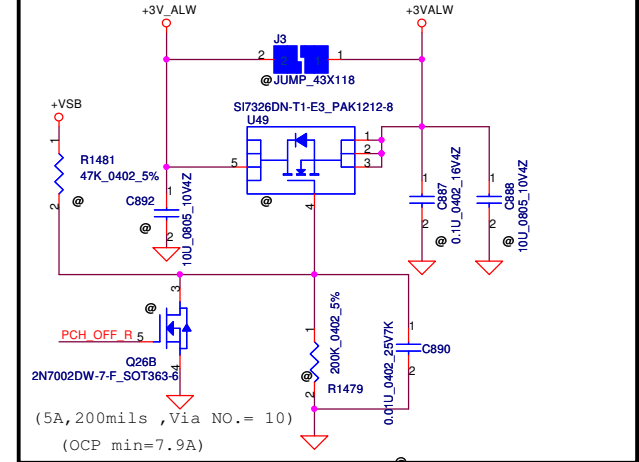 +3V_ALW
+3VALW
J3
2
2
1
1
@
JUMP_43X118
SI7326DN-T1-E3_PAK1212-8
U49
+VSB
1
R1481
47K_0402_5%
2
@
5
1
2
3
4
@
C892
1
2
10U_0805_10V4Z
@
1
2
C887
0.1U_0402_16V4Z
@
1
2
C888
10U_0805_10V4Z
@
@
3
PCH_OFF_R
5
4
Q26B
2N7002DW-7-F_SOT363-6
1
200K_0402_5%
@
2
R1479
1
0.01U_0402_25V7K
C890
2
(5A,200mils ,Via NO.= 10)
(OCP min=7.9A)
@